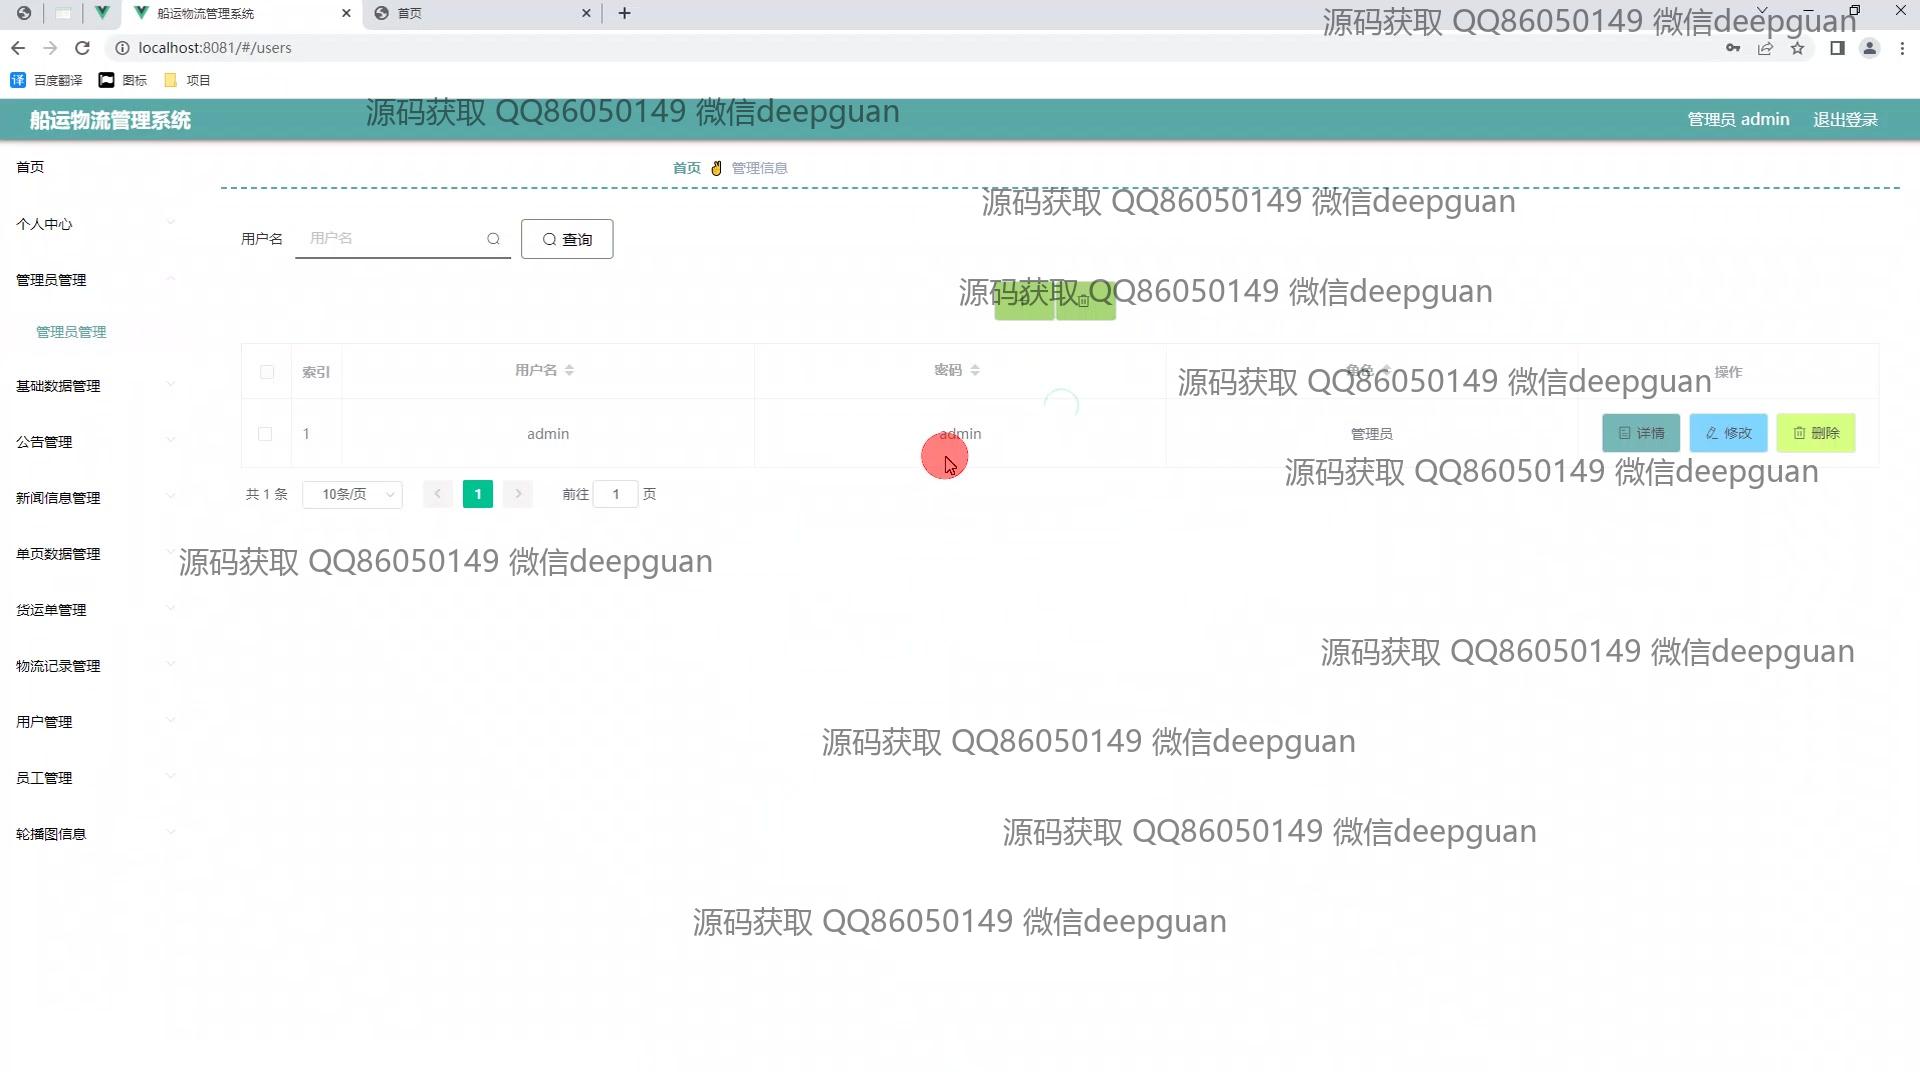 船运物流管理系统
首页
源码获取 QQ86050149 微信deepguan
localhost:8081/#/users
译 百度翻译 图标 项目
船运物流管理系统
源码获取 QQ86050149 微信deepguan
管理员 admin 退出登录
首页
个人中心
管理员管理
管理员管理
基础数据管理
公告管理
新闻信息管理
单页数据管理
货运单管理
物流记录管理
用户管理
员工管理
轮播图信息
首页 管理信息
源码获取 QQ86050149 微信deepguan
用户名 用户名 查询
源码获取 QQ86050149 微信deepguan
索引 用户名 密码 角色 操作
源码获取 QQ86050149 微信deepguan
1 admin admin 管理员 详情 修改 删除
源码获取 QQ86050149 微信deepguan
共 1 条 10条/页 1 前往 1 页
源码获取 QQ86050149 微信deepguan
源码获取 QQ86050149 微信deepguan
源码获取 QQ86050149 微信deepguan
源码获取 QQ86050149 微信deepguan
源码获取 QQ86050149 微信deepguan